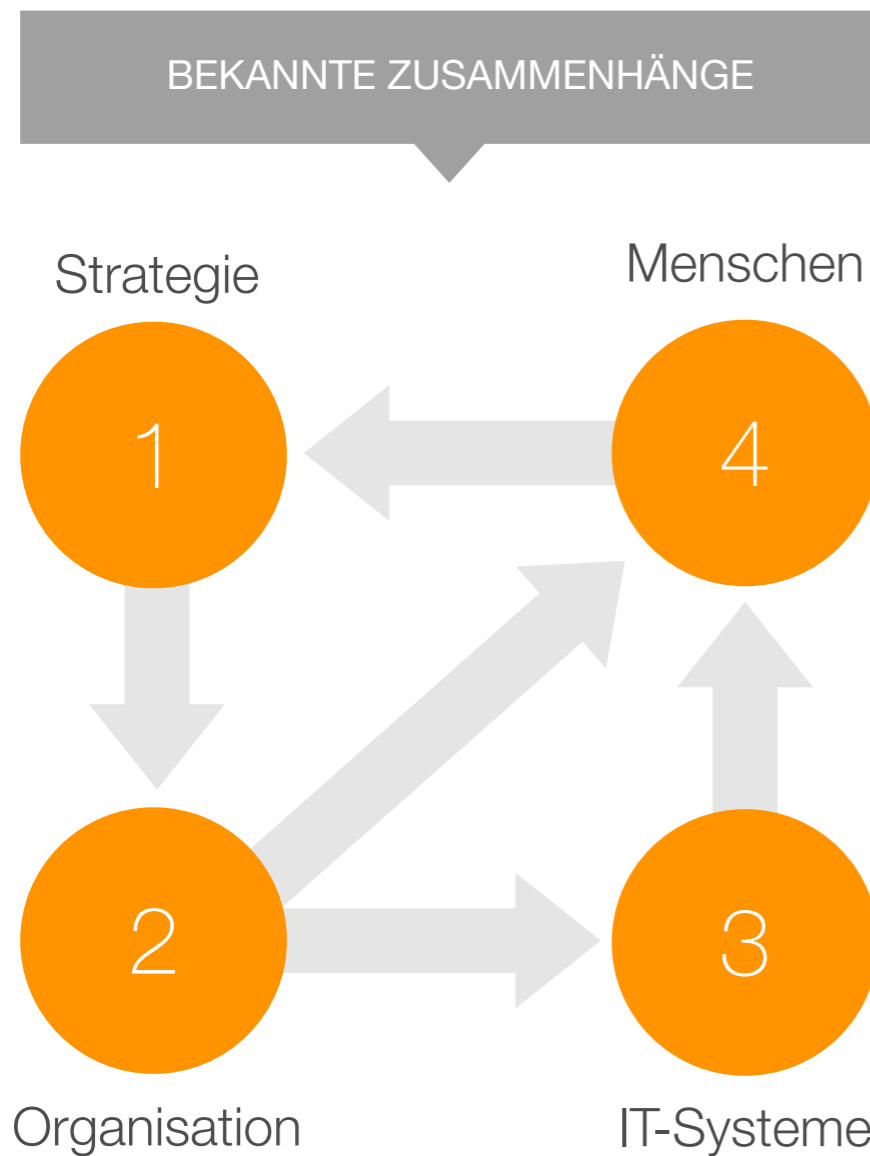 BEKANNTE ZUSAMMENHÄNGE
Strategie
Menschen
1
4
2
3
Organisation
IT-Systeme